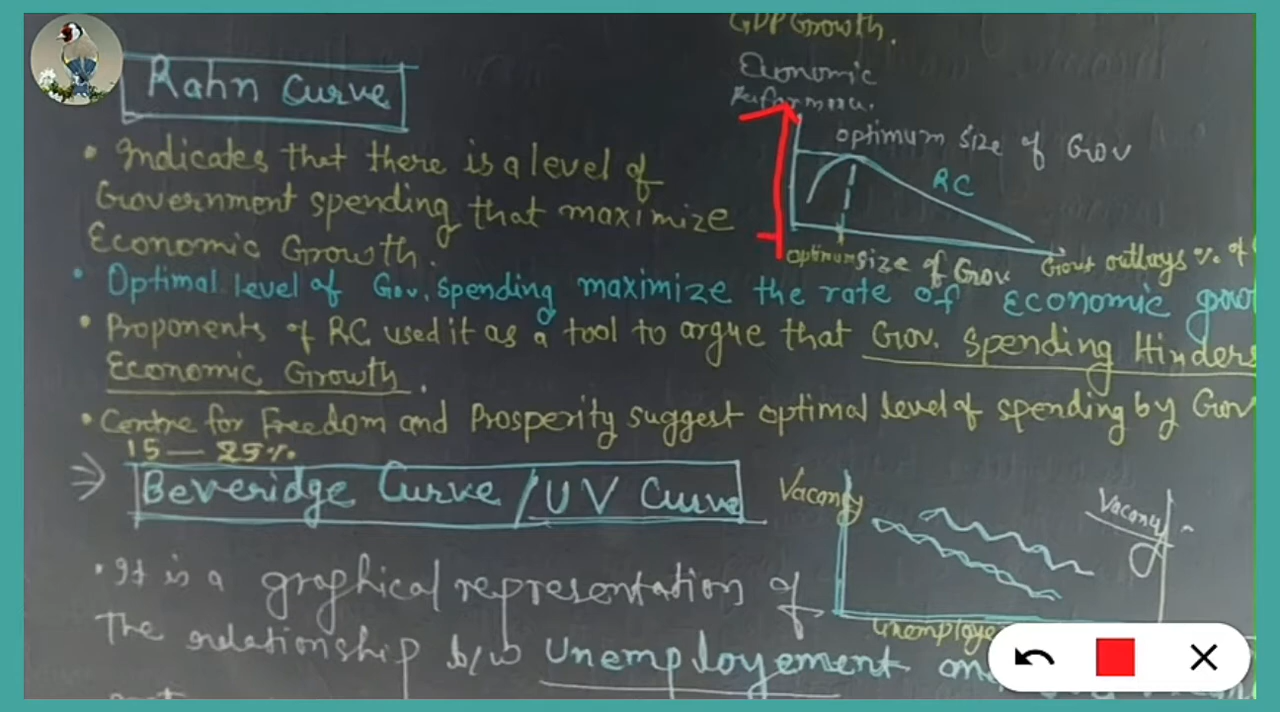 GDP Growth.
Rahn Curve
Economic
optimum size of Gov
RC
• Indicates that there is a level of
Government spending that maximize
Economic Growth.
optimum size of Gov
Govt outlays % of
• Optimal level of Gov. spending maximize the rate of economic grow
• Proponents of RC used it as a tool to argue that Gov. Spending Hinders
Economic Growth.
• Centre for Freedom and Prosperity suggest optimal level of spending by Gov
15 — 25%
⇒ Beveridge Curve / UV Curve
Vacancy
Vacancy
• It is a graphical representation of
Unemploye
The relationship b/w Unemployement and